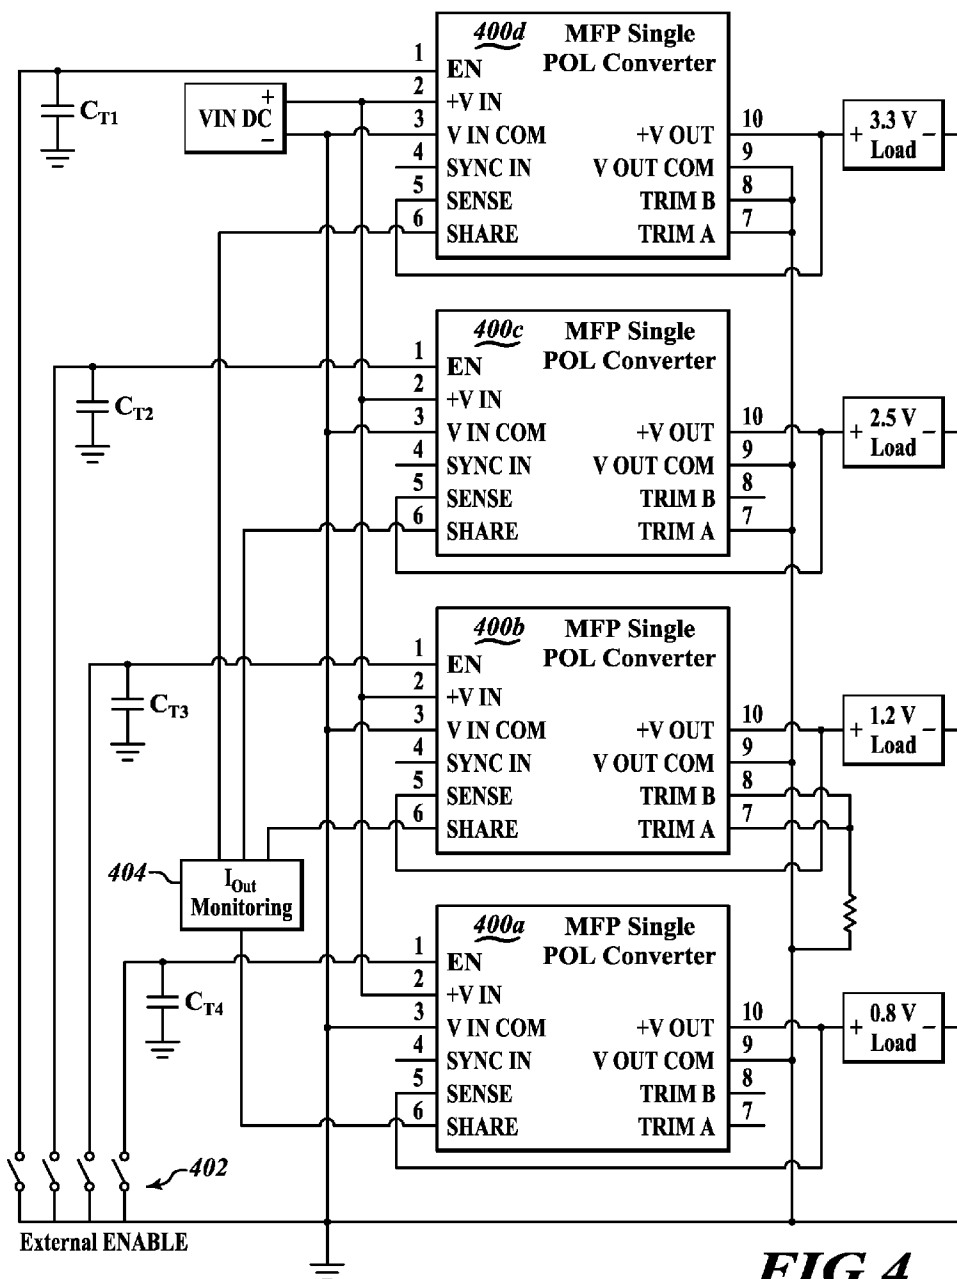 400d MFP Single
POL Converter
1 EN
2 +V IN
3 V IN COM
4 SYNC IN
5 SENSE
6 SHARE
+V OUT 10
V OUT COM 9
TRIM B 8
TRIM A 7
CT1
VIN DC
+
−
+ 3.3 V −
Load
400c MFP Single
POL Converter
1 EN
2 +V IN
3 V IN COM
4 SYNC IN
5 SENSE
6 SHARE
+V OUT 10
V OUT COM 9
TRIM B 8
TRIM A 7
CT2
+ 2.5 V −
Load
400b MFP Single
POL Converter
1 EN
2 +V IN
3 V IN COM
4 SYNC IN
5 SENSE
6 SHARE
+V OUT 10
V OUT COM 9
TRIM B 8
TRIM A 7
CT3
+ 1.2 V −
Load
404
IOut
Monitoring
400a MFP Single
POL Converter
1 EN
2 +V IN
3 V IN COM
4 SYNC IN
5 SENSE
6 SHARE
+V OUT 10
V OUT COM 9
TRIM B 8
TRIM A 7
CT4
+ 0.8 V −
Load
402
External ENABLE
FIG 4